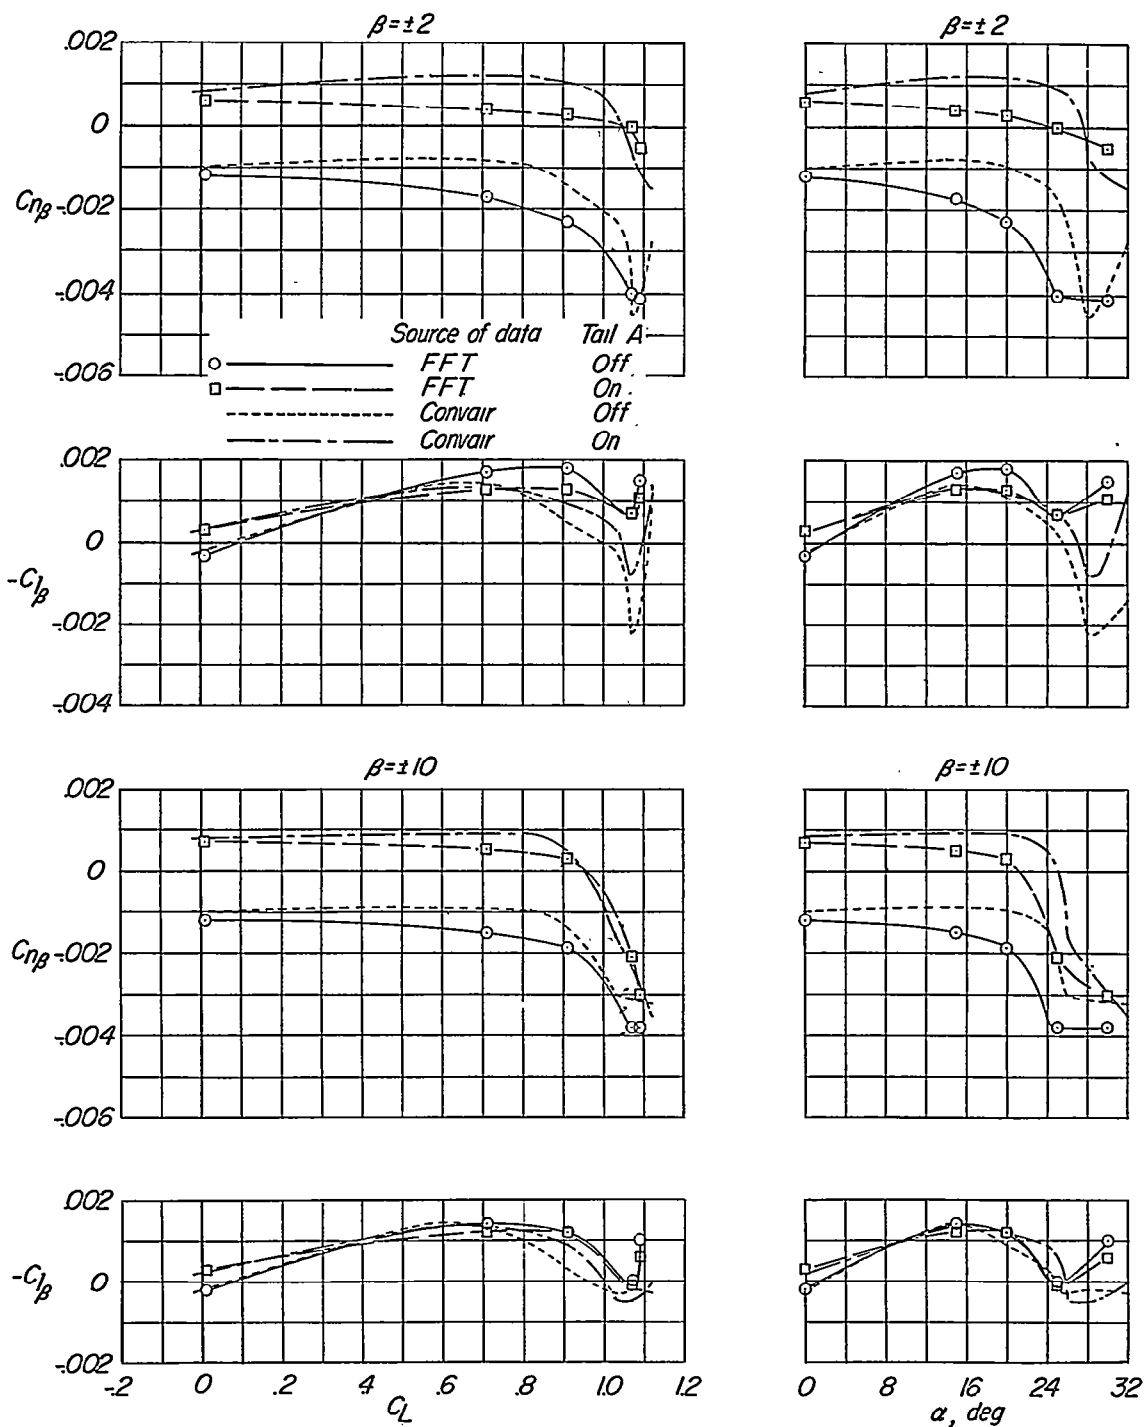 β=±2
β=±2
.002
0
Cnβ -.002
-.004
-.006
Source of data Tail A
FFT Off
FFT On
Convair Off
Convair On
.002
0
-Clβ
-.002
-.004
β=±10
β=±10
.002
0
Cnβ -.002
-.004
-.006
.002
0
-Clβ
-.002
-.2 0 .2 .4 .6 .8 1.0 1.2
CL
0 8 16 24 32
α, deg